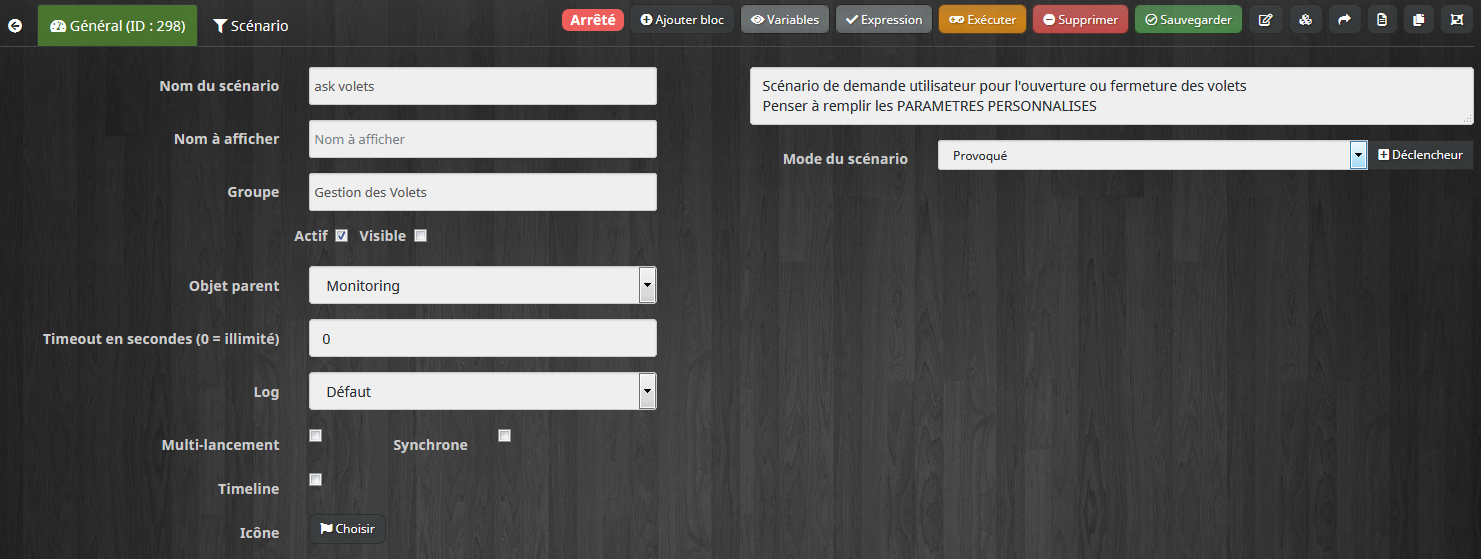 Général (ID : 298) Scénario Arrêté Ajouter bloc Variables Expression Exécuter Supprimer Sauvegarder
Nom du scénario ask volets
Scénario de demande utilisateur pour l'ouverture ou fermeture des volets
Penser à remplir les PARAMETRES PERSONNALISES
Nom à afficher Nom à afficher
Mode du scénario Provoqué Déclencheur
Groupe Gestion des Volets
Actif Visible
Objet parent Monitoring
Timeout en secondes (0 = illimité) 0
Log Défaut
Multi-lancement Synchrone
Timeline
Icône Choisir